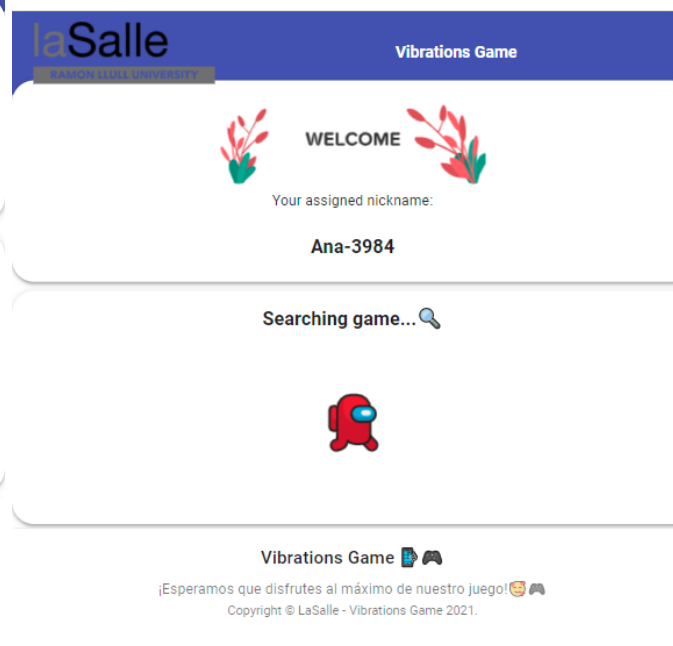 laSalle
RAMON LLULL UNIVERSITY
Vibrations Game
WELCOME
Your assigned nickname:
Ana-3984
Searching game...🔍
Vibrations Game 📲🎮
¡Esperamos que disfrutes al máximo de nuestro juego!🥰🎮
Copyright © LaSalle - Vibrations Game 2021.